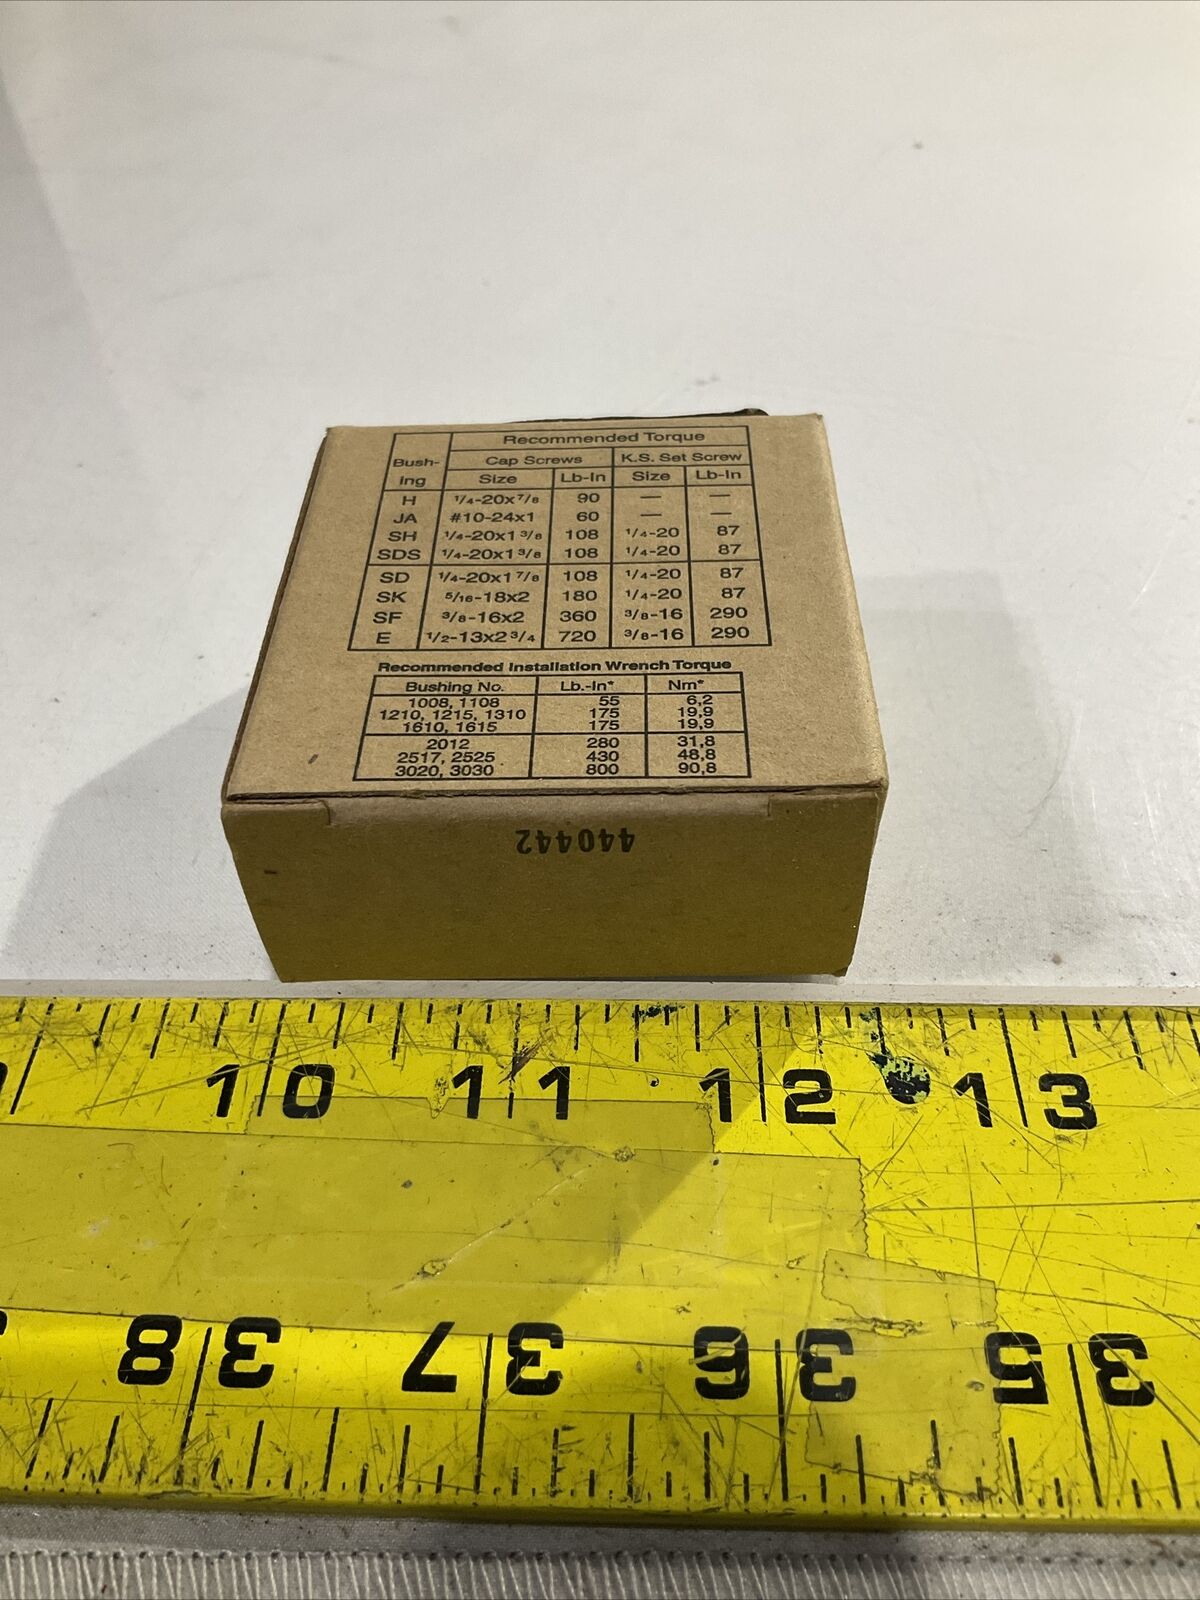 Recommended Torque
Bush-ing Cap Screws K.S. Set Screw
Size Lb-In Size Lb-In
H 1/4-20x7/8 90 — —
JA #10-24x1 60 — —
SH 1/4-20x1 3/8 108 1/4-20 87
SDS 1/4-20x1 3/8 108 1/4-20 87
SD 1/4-20x1 7/8 108 1/4-20 87
SK 5/16-18x2 180 1/4-20 87
SF 3/8-16x2 360 3/8-16 290
E 1/2-13x2 3/4 720 3/8-16 290
Recommended Installation Wrench Torque
Bushing No. Lb.-In* Nm*
1008, 1108 55 6,2
1210, 1215, 1310 175 19,9
1610, 1615 175 19,9
2012 280 31,8
2517, 2525 430 48,8
3020, 3030 800 90,8
440442
10 11 12 13
38 37 36 35